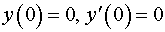 y(0) = 0, y′(0) = 0